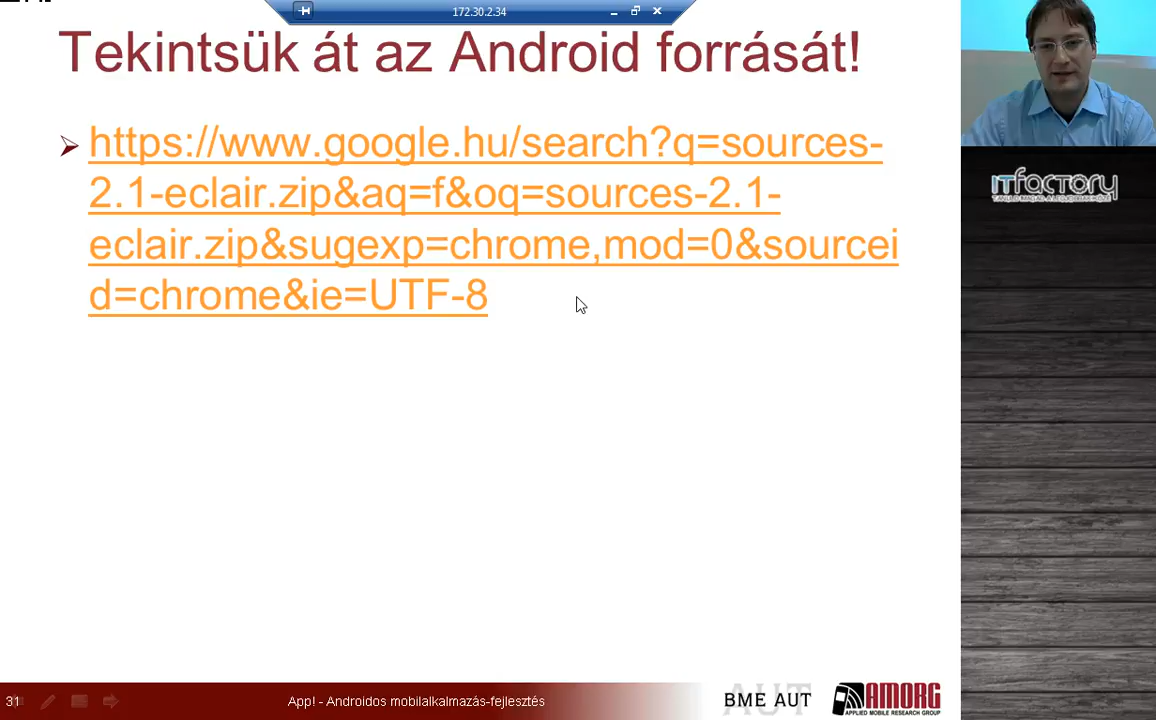 172.30.2.34
Tekintsük át az Android forrását!
https://www.google.hu/search?q=sources-
2.1-eclair.zip&aq=f&oq=sources-2.1-
eclair.zip&sugexp=chrome,mod=0&sourcei
d=chrome&ie=UTF-8
ITfactory
31
App! - Androidos mobilalkalmazás-fejlesztés
AUT
BME AUT
AMORG
APPLIED MOBILE RESEARCH GROUP